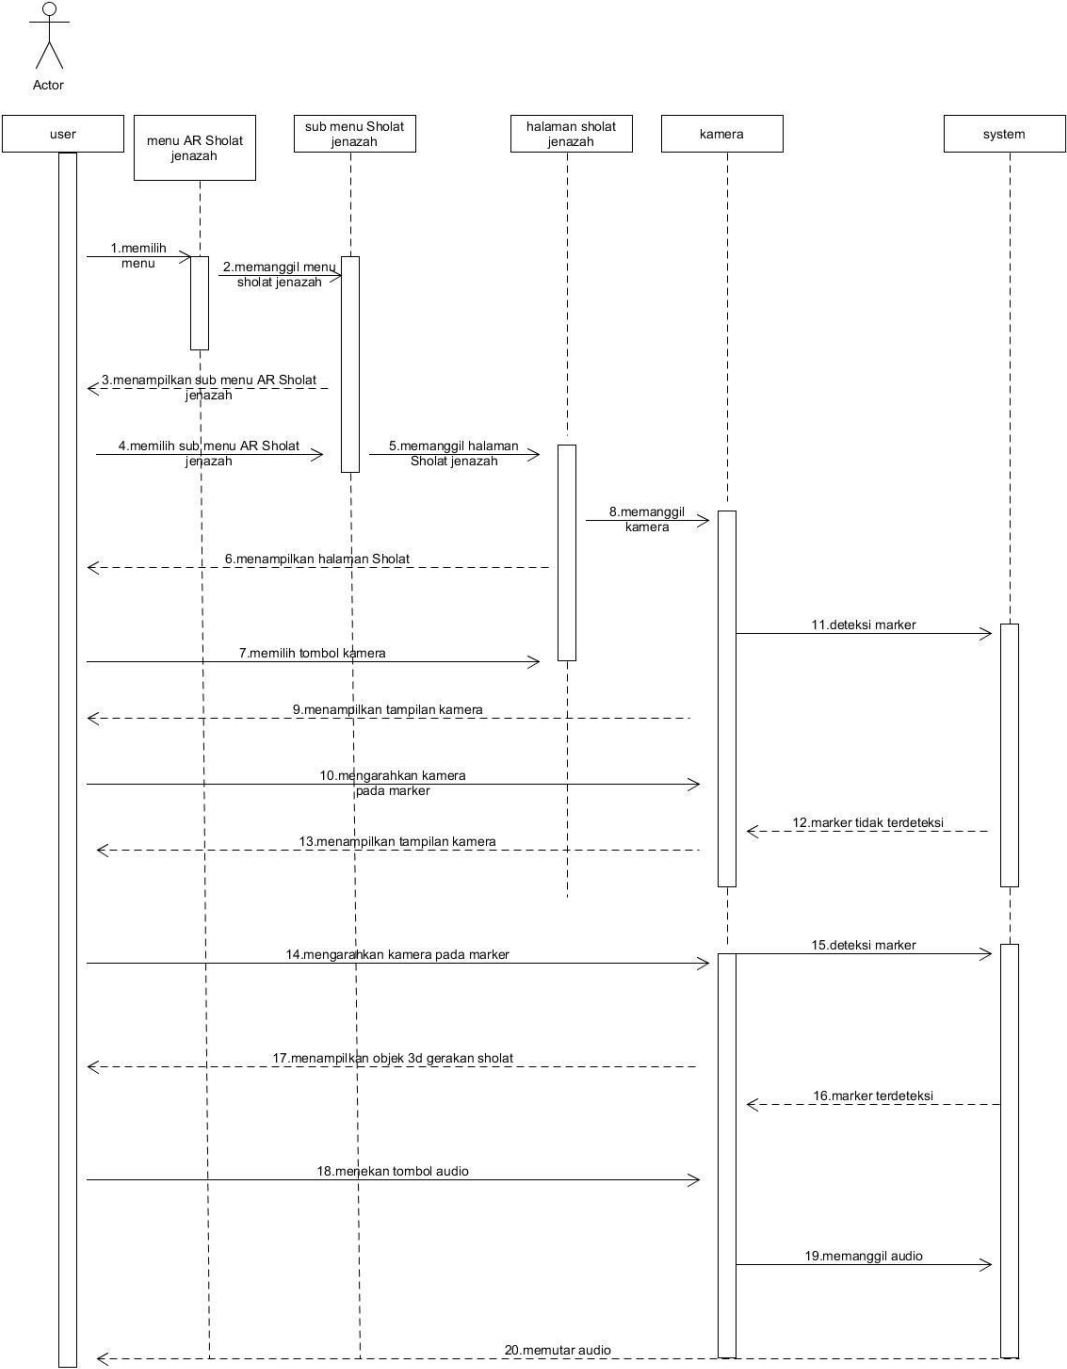 Actor
user
menu AR Sholat
jenazah
sub menu Sholat
jenazah
halaman sholat
jenazah
kamera
system
1.memilih
menu
2.memanggil menu
sholat jenazah
3.menampilkan sub menu AR Sholat
jenazah
4.memilih sub menu AR Sholat
jenazah
5.memanggil halaman
Sholat jenazah
8.memanggil
kamera
6.menampilkan halaman Sholat
11.deteksi marker
7.memilih tombol kamera
9.menampilkan tampilan kamera
10.mengarahkan kamera
pada marker
12.marker tidak terdeteksi
13.menampilkan tampilan kamera
14.mengarahkan kamera pada marker
15.deteksi marker
17.menampilkan objek 3d gerakan sholat
16.marker terdeteksi
18.menekan tombol audio
19.memanggil audio
20.memutar audio